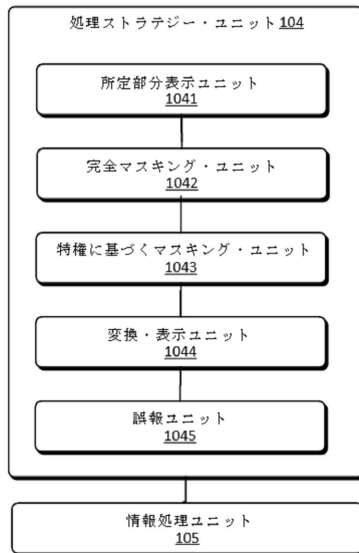 処理ストラテジー・ユニット104
所定部分表示ユニット
1041
完全マスキング・ユニット
1042
特権に基づくマスキング・ユニット
1043
変換・表示ユニット
1044
誤報ユニット
1045
情報処理ユニット
105